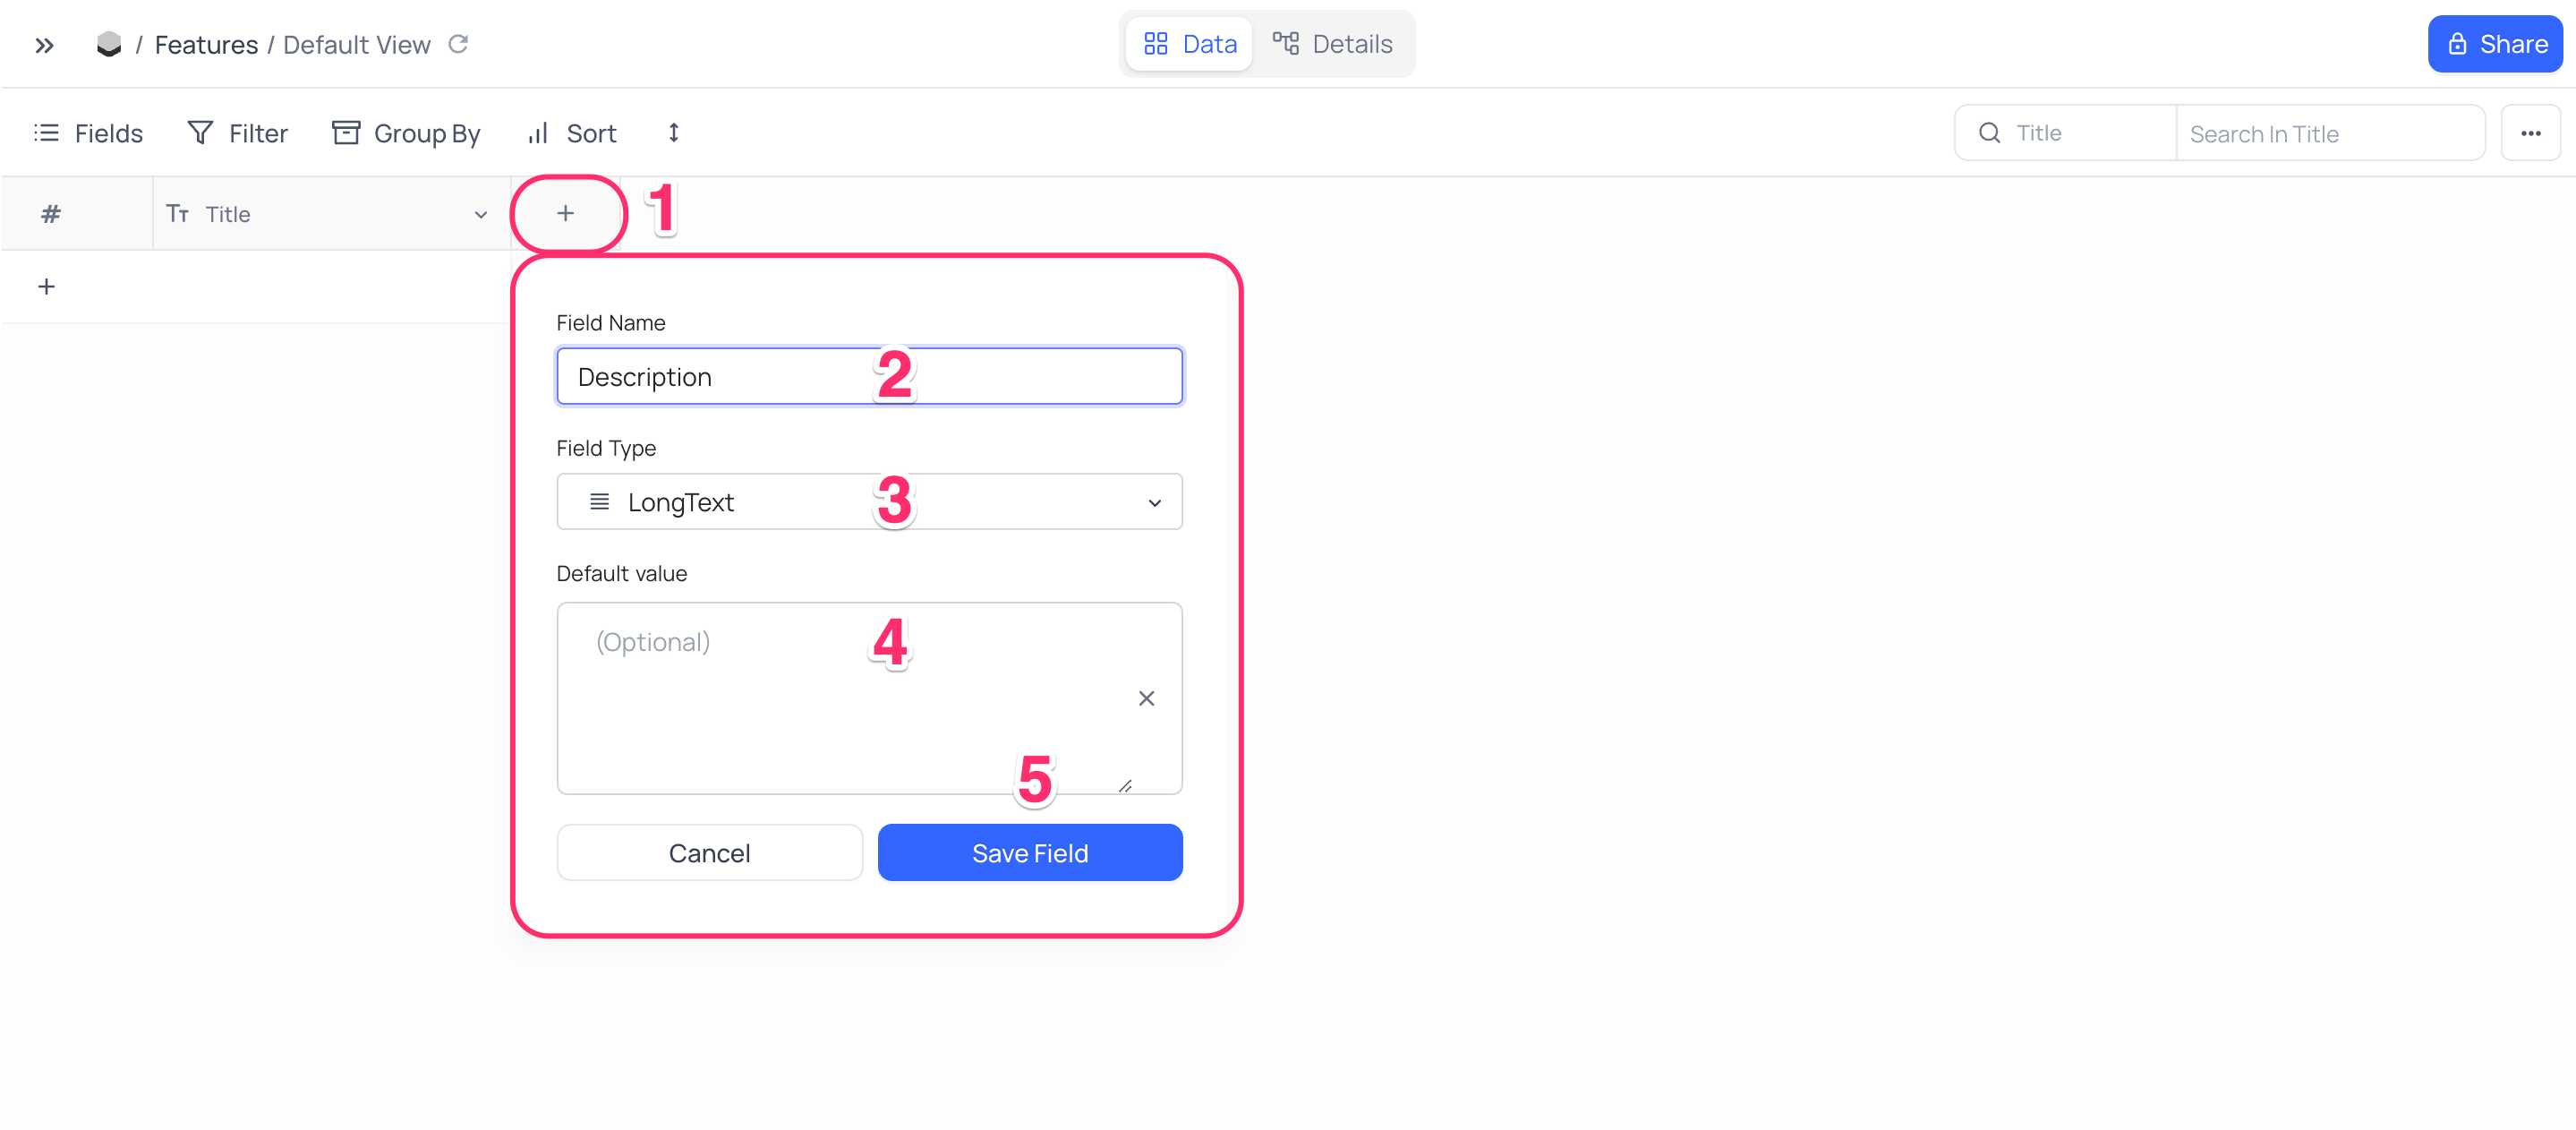 / Features / Default View
Data
Details
Share
Fields
Filter
Group By
Sort
Title
Search In Title
#
Tт Title
+
1
+
Field Name
Description
2
Field Type
LongText
3
Default value
(Optional)
4
5
Cancel
Save Field